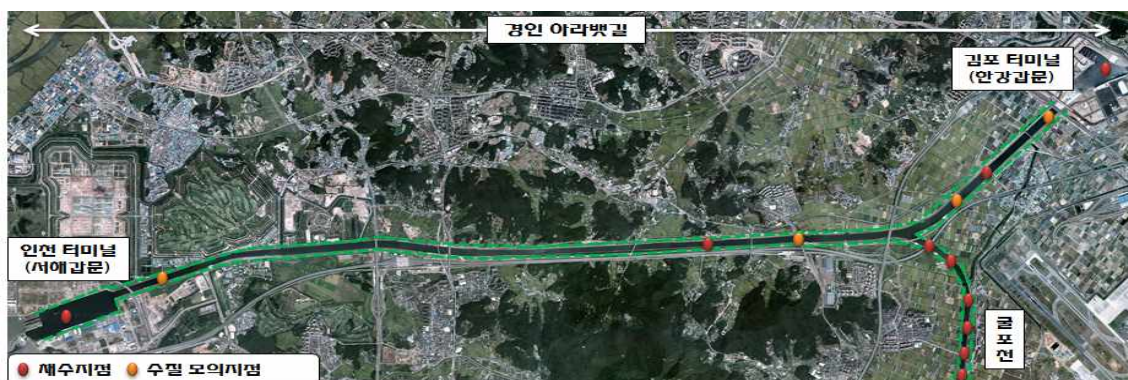 경인 아라뱃길
김포 터미널
(한강갑문)
인천 터미널
(서해갑문)
굴포천
채수지점 수질 모의지점